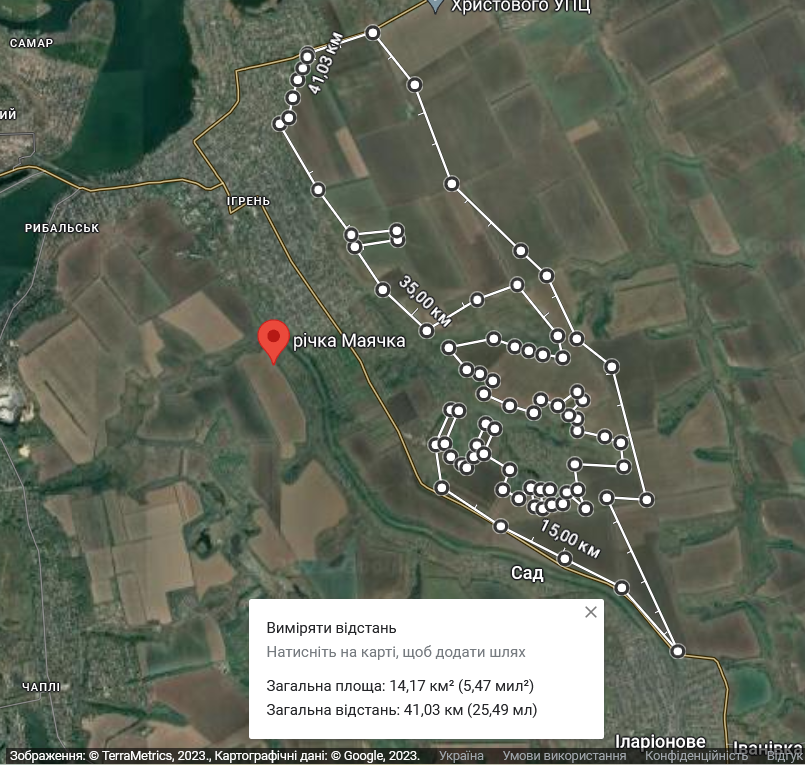 Христового УПЦ
САМАР
41,03 км
ий
ІГРЕНЬ
РИБАЛЬСЬК
35,00 км
річка Маячка
15,00 км
Сад
Виміряти відстань
Натисніть на карті, щоб додати шлях
Загальна площа: 14,17 км² (5,47 мил²)
Загальна відстань: 41,03 км (25,49 мл)
ЧАПЛІ
Іларіонове
Іванівка
Зображення: © TerraMetrics, 2023., Картографічні дані: © Google, 2023. Україна Умови використання Конфіденційність Відгук